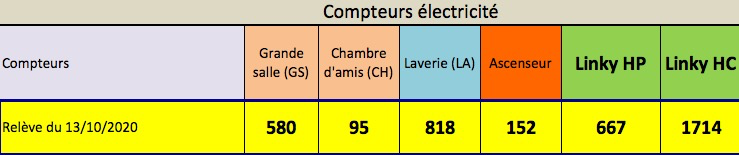 Compteurs électricité
Compteurs
Grande
salle (GS)
Chambre
d'amis (CH)
Laverie (LA)
Ascenseur
Linky HP
Linky HC
Relève du 13/10/2020
580
95
818
152
667
1714